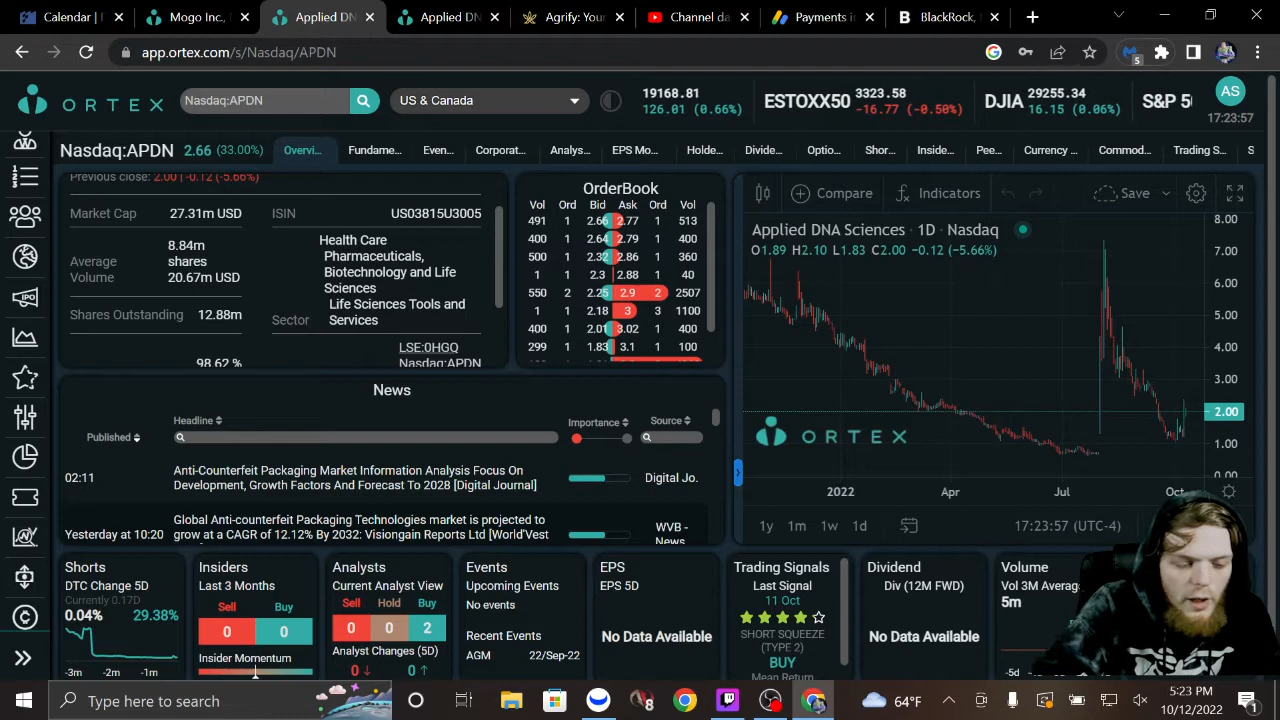 Calendar | I
Mogo Inc.,
Applied DN
Applied DN
Agrify: Your
Channel da
Payments i
BlackRock,
app.ortex.com/s/Nasdaq/APDN
5
ORTEX
Nasdaq:APDN
US & Canada
19168.81
126.01 (0.66%)
ESTOXX50
3323.58
-16.77 (-0.50%)
DJIA
29255.34
16.15 (0.06%)
S&P 5
AS
17:23:57
Nasdaq:APDN 2.66 (33.00%) Overvi... Fundame... Even... Corporat... Analys... EPS Mo... Holde... Divide... Optio... Shor... Inside... Pee... Currency ... Commod... Trading S... S
Previous close: 2.00 | -0.12 (-5.66%)
Market Cap 27.31m USD
Average Volume
8.84m shares
20.67m USD
Shares Outstanding 12.88m
98.62 %
ISIN US03815U3005
Sector
Health Care
Pharmaceuticals,
Biotechnology and Life
Sciences
Life Sciences Tools and
Services
LSE:0HGQ
Nasdaq:APDN
OrderBook
Vol Ord Bid Ask Ord Vol
491 1 2.66 2.77 1 513
400 1 2.64 2.79 1 400
500 1 2.32 2.86 1 360
1 1 2.3 2.88 1 40
550 2 2.25 2.9 2 2507
1 1 2.18 3 3 1100
400 1 2.01 3.02 1 400
299 1 1.83 3.1 1 100
Compare
Indicators
Save
Applied DNA Sciences · 1D · Nasdaq
O1.89 H2.10 L1.83 C2.00 -0.12 (-5.66%)
8.00
7.00
6.00
5.00
4.00
3.00
2.00
1.00
0.00
ORTEX
2022 Apr Jul Oct
1y 1m 1w 1d
17:23:57 (UTC-4)
News
Published Headline Importance Source
02:11
Anti-Counterfeit Packaging Market Information Analysis Focus On
Development, Growth Factors And Forecast To 2028 [Digital Journal]
Digital Jo.
Yesterday at 10:20
Global Anti-counterfeit Packaging Technologies market is projected to
grow at a CAGR of 12.12% By 2032: Visiongain Reports Ltd [World'Vest
WVB -
News
Shorts
DTC Change 5D
Currently 0.17D
0.04% 29.38%
-3m -2m -1m
Insiders
Last 3 Months
Sell Buy
0 0
Insider Momentum
Analysts
Current Analyst View
Sell Hold Buy
0 0 2
Analyst Changes (5D)
0↓ 0↑
Events
Upcoming Events
No events
Recent Events
AGM 22/Sep-22
EPS
EPS 5D
No Data Available
Trading Signals
Last Signal
11 Oct
SHORT SQUEEZE
(TYPE 2)
BUY
Mean Return
Dividend
Div (12M FWD)
No Data Available
Volume
Vol 3M Average
5m
-5d
IPO
Type here to search
8
64°F
5:23 PM
10/12/2022
1